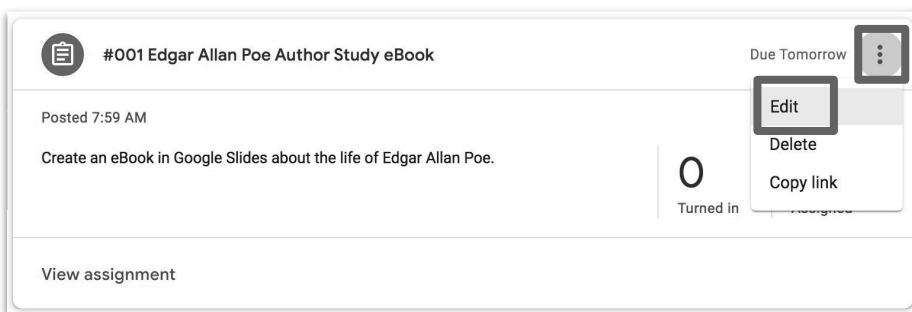 #001 Edgar Allan Poe Author Study eBook
Due Tomorrow
Edit
Delete
Copy link
Posted 7:59 AM
Create an eBook in Google Slides about the life of Edgar Allan Poe.
0
Turned in
Assigned
View assignment